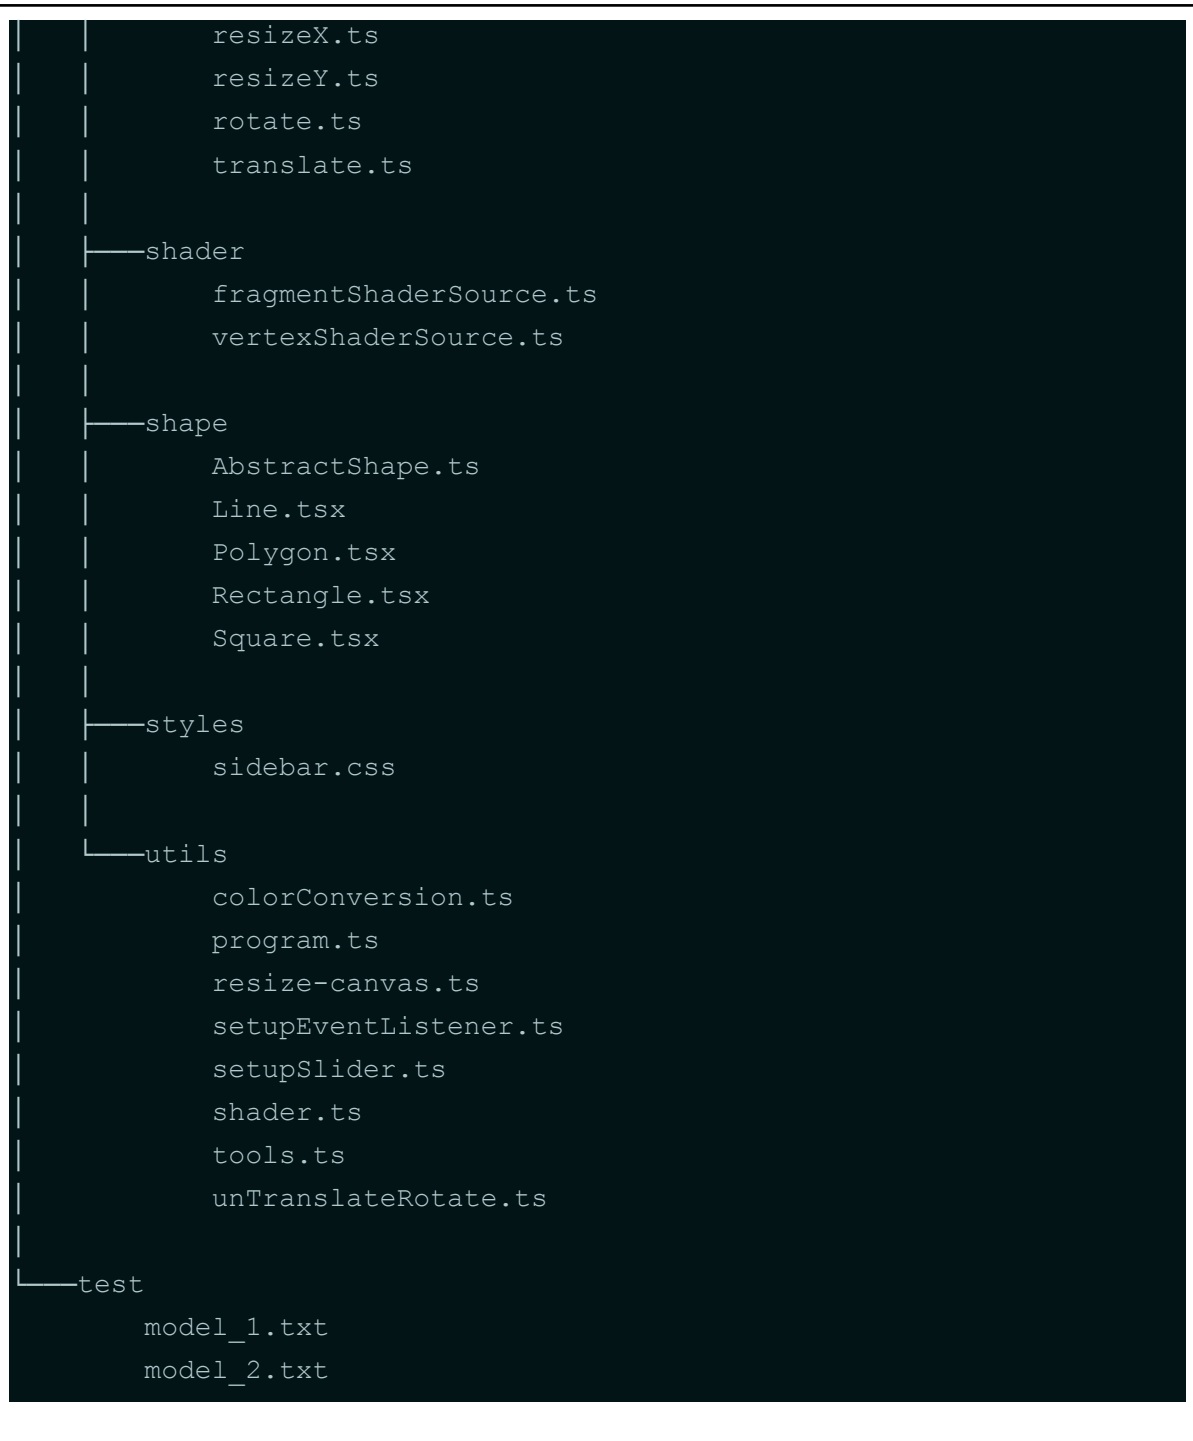 │   │       resizeX.ts
│   │       resizeY.ts
│   │       rotate.ts
│   │       translate.ts
│   │
│   ├───shader
│   │       fragmentShaderSource.ts
│   │       vertexShaderSource.ts
│   │
│   ├───shape
│   │       AbstractShape.ts
│   │       Line.tsx
│   │       Polygon.tsx
│   │       Rectangle.tsx
│   │       Square.tsx
│   │
│   ├───styles
│   │       sidebar.css
│   │
│   └───utils
│           colorConversion.ts
│           program.ts
│           resize-canvas.ts
│           setupEventListener.ts
│           setupSlider.ts
│           shader.ts
│           tools.ts
│           unTranslateRotate.ts
│
└───test
        model_1.txt
        model_2.txt